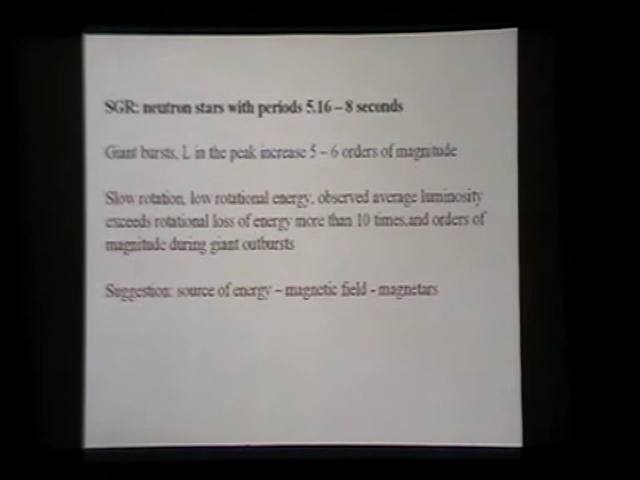 SGR: neutron stars with periods 5.16 – 8 seconds
Giant bursts, L in the peak increase 5 – 6 orders of magnitude
Slow rotation, low rotational energy, observed average luminosity
exceeds rotational loss of energy more than 10 times,and orders of
magnitude during giant outbursts
Suggestion: source of energy – magnetic field - magnetars